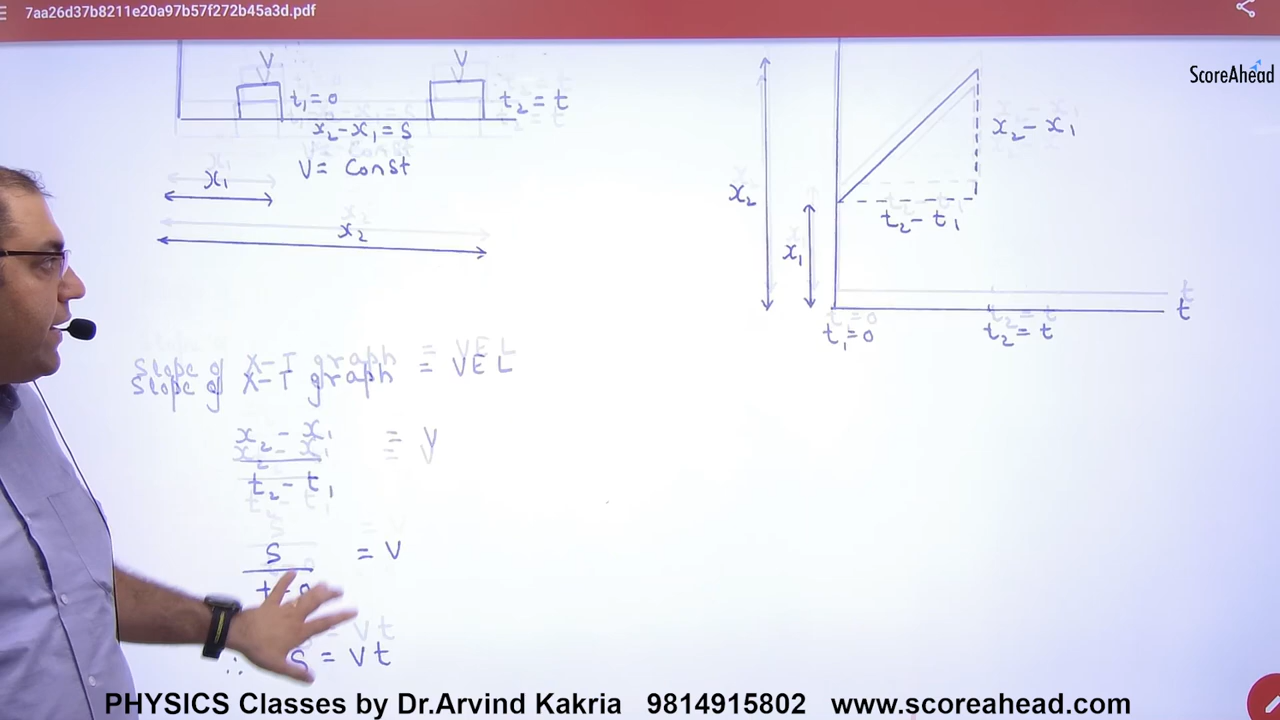 7aa26d37b8211e20a97b57f272b45a3d.pdf
ScoreAhead
V V
t₁ = 0 t₂ = t
x₂ - x₁ = s
V = Const
x₁
x₂
Slope of X-T graph = VEL
x₂ - x₁ = V
t₂ - t₁
S = V
t - 0
∴ S = Vt
x₂ - x₁
x₂
t₂ - t₁
x₁
t
t₁ = 0 t₂ = t
PHYSICS Classes by Dr.Arvind Kakria 9814915802 www.scoreahead.com